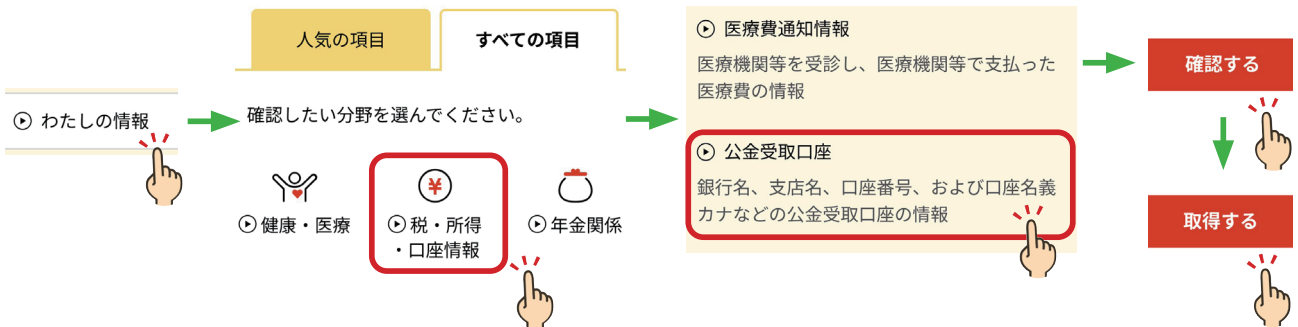 わたしの情報
人気の項目
すべての項目
確認したい分野を選んでください。
健康・医療
¥
税・所得
・口座情報
年金関係
医療費通知情報
医療機関等を受診し、医療機関等で支払った
医療費の情報
公金受取口座
銀行名、支店名、口座番号、および口座名義
カナなどの公金受取口座の情報
確認する
取得する